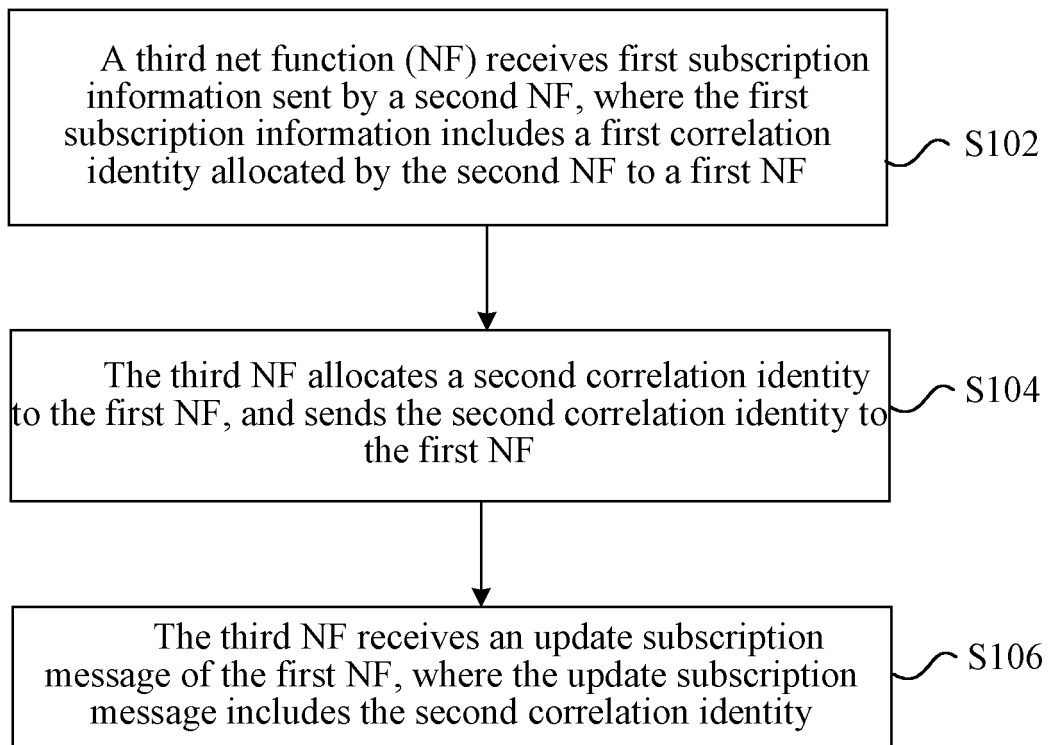 A third net function (NF) receives first subscription
information sent by a second NF, where the first
subscription information includes a first correlation
identity allocated by the second NF to a first NF
S102
The third NF allocates a second correlation identity
to the first NF, and sends the second correlation identity to
the first NF
S104
The third NF receives an update subscription
message of the first NF, where the update subscription
message includes the second correlation identity
S106